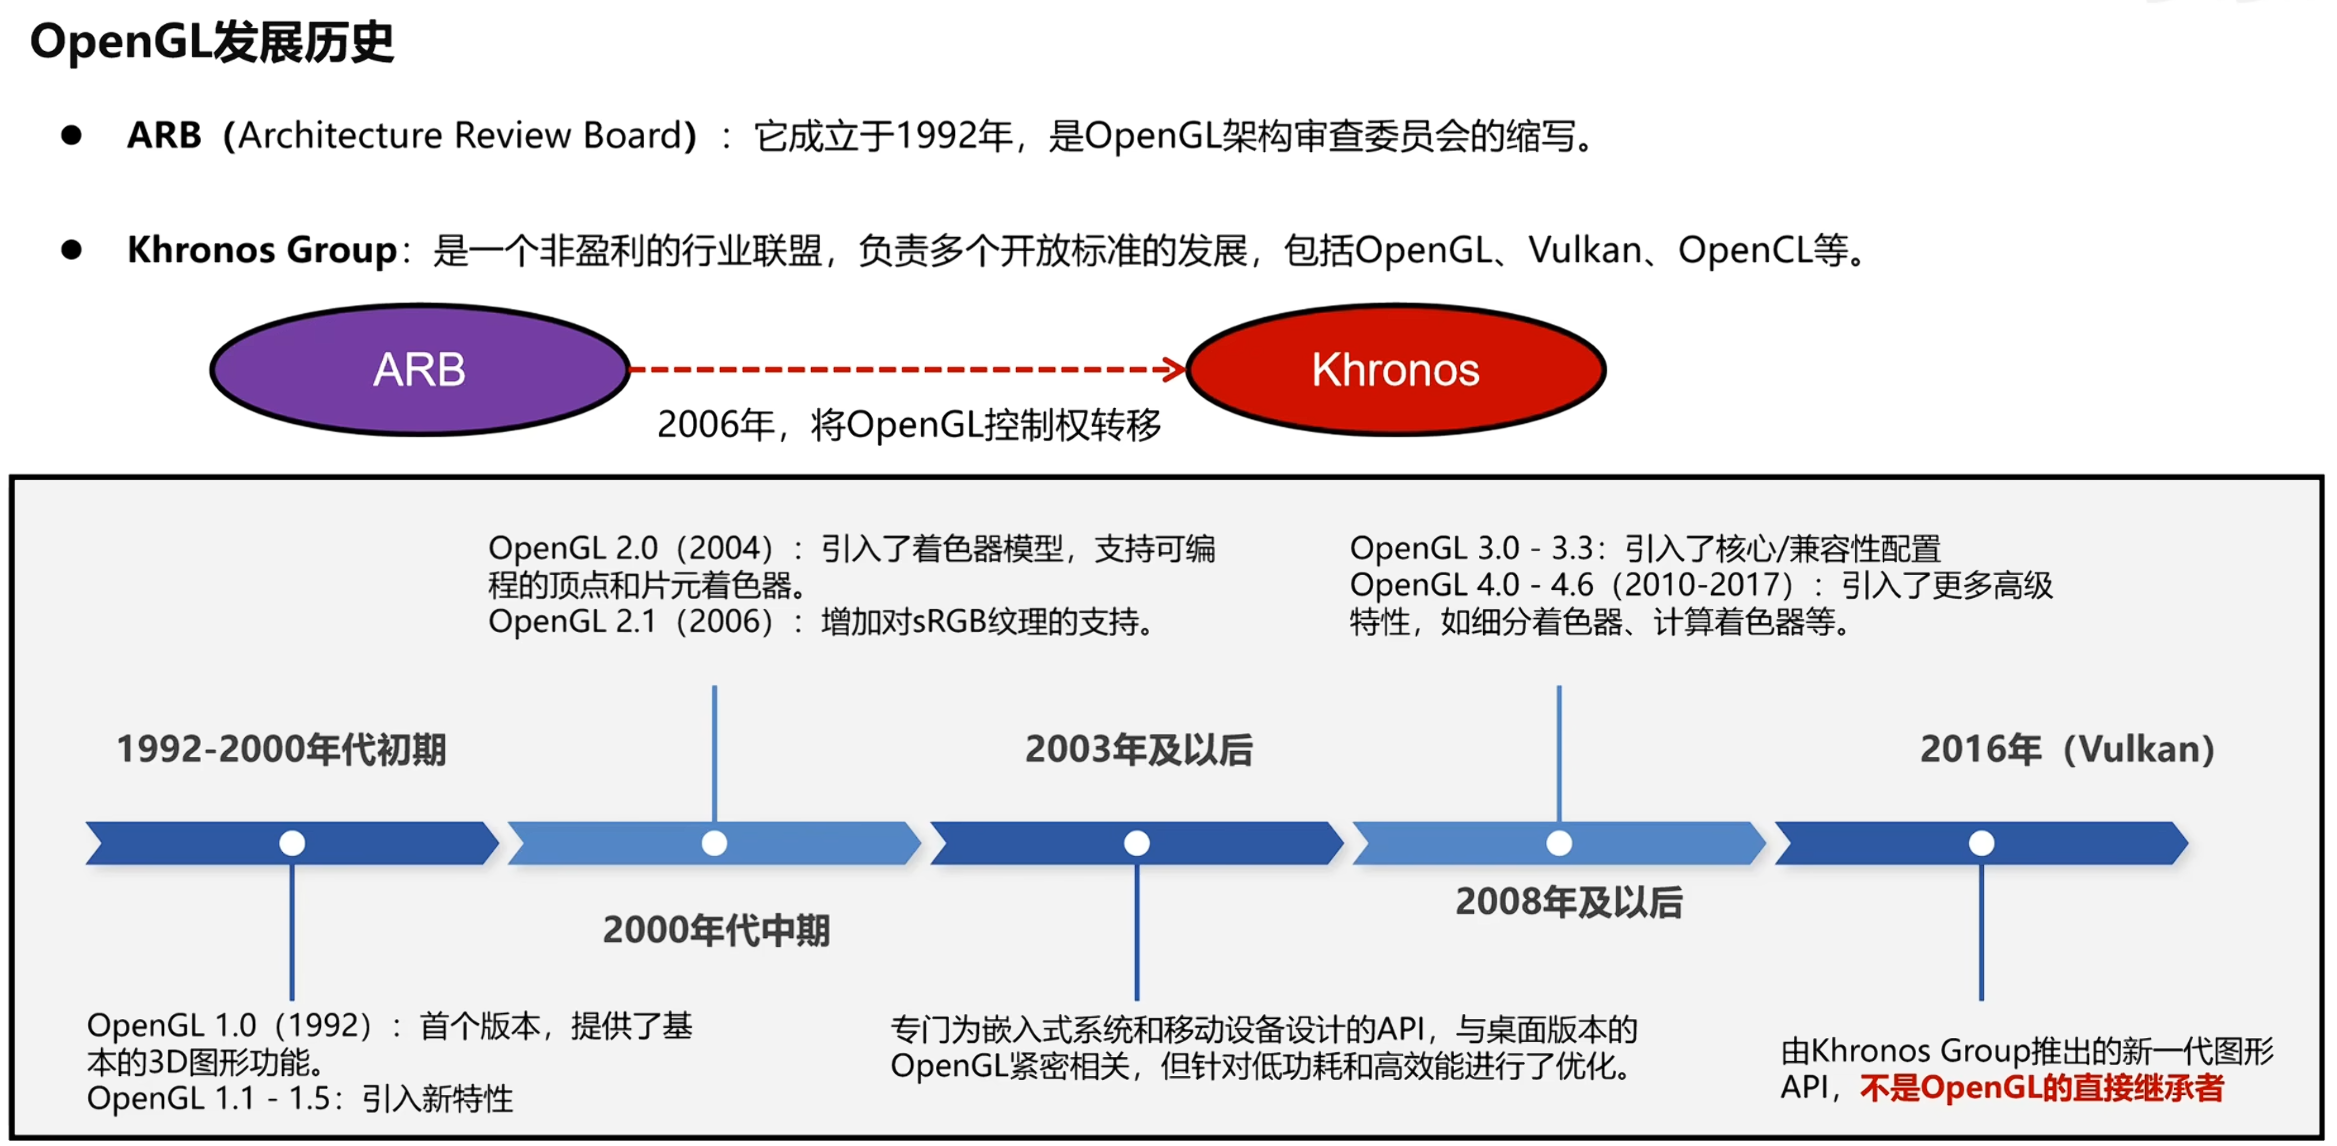 OpenGL发展历史
● ARB（Architecture Review Board）：它成立于1992年，是OpenGL架构审查委员会的缩写。
● Khronos Group：是一个非盈利的行业联盟，负责多个开放标准的发展，包括OpenGL、Vulkan、OpenCL等。
ARB
Khronos
2006年，将OpenGL控制权转移
OpenGL 2.0（2004）：引入了着色器模型，支持可编
程的顶点和片元着色器。
OpenGL 2.1（2006）：增加对sRGB纹理的支持。
OpenGL 3.0 - 3.3：引入了核心/兼容性配置
OpenGL 4.0 - 4.6（2010-2017）：引入了更多高级
特性，如细分着色器、计算着色器等。
1992-2000年代初期
2003年及以后
2016年（Vulkan）
2000年代中期
2008年及以后
OpenGL 1.0（1992）：首个版本，提供了基
本的3D图形功能。
OpenGL 1.1 - 1.5：引入新特性
专门为嵌入式系统和移动设备设计的API，与桌面版本的
OpenGL紧密相关，但针对低功耗和高效能进行了优化。
由Khronos Group推出的新一代图形
API，不是OpenGL的直接继承者